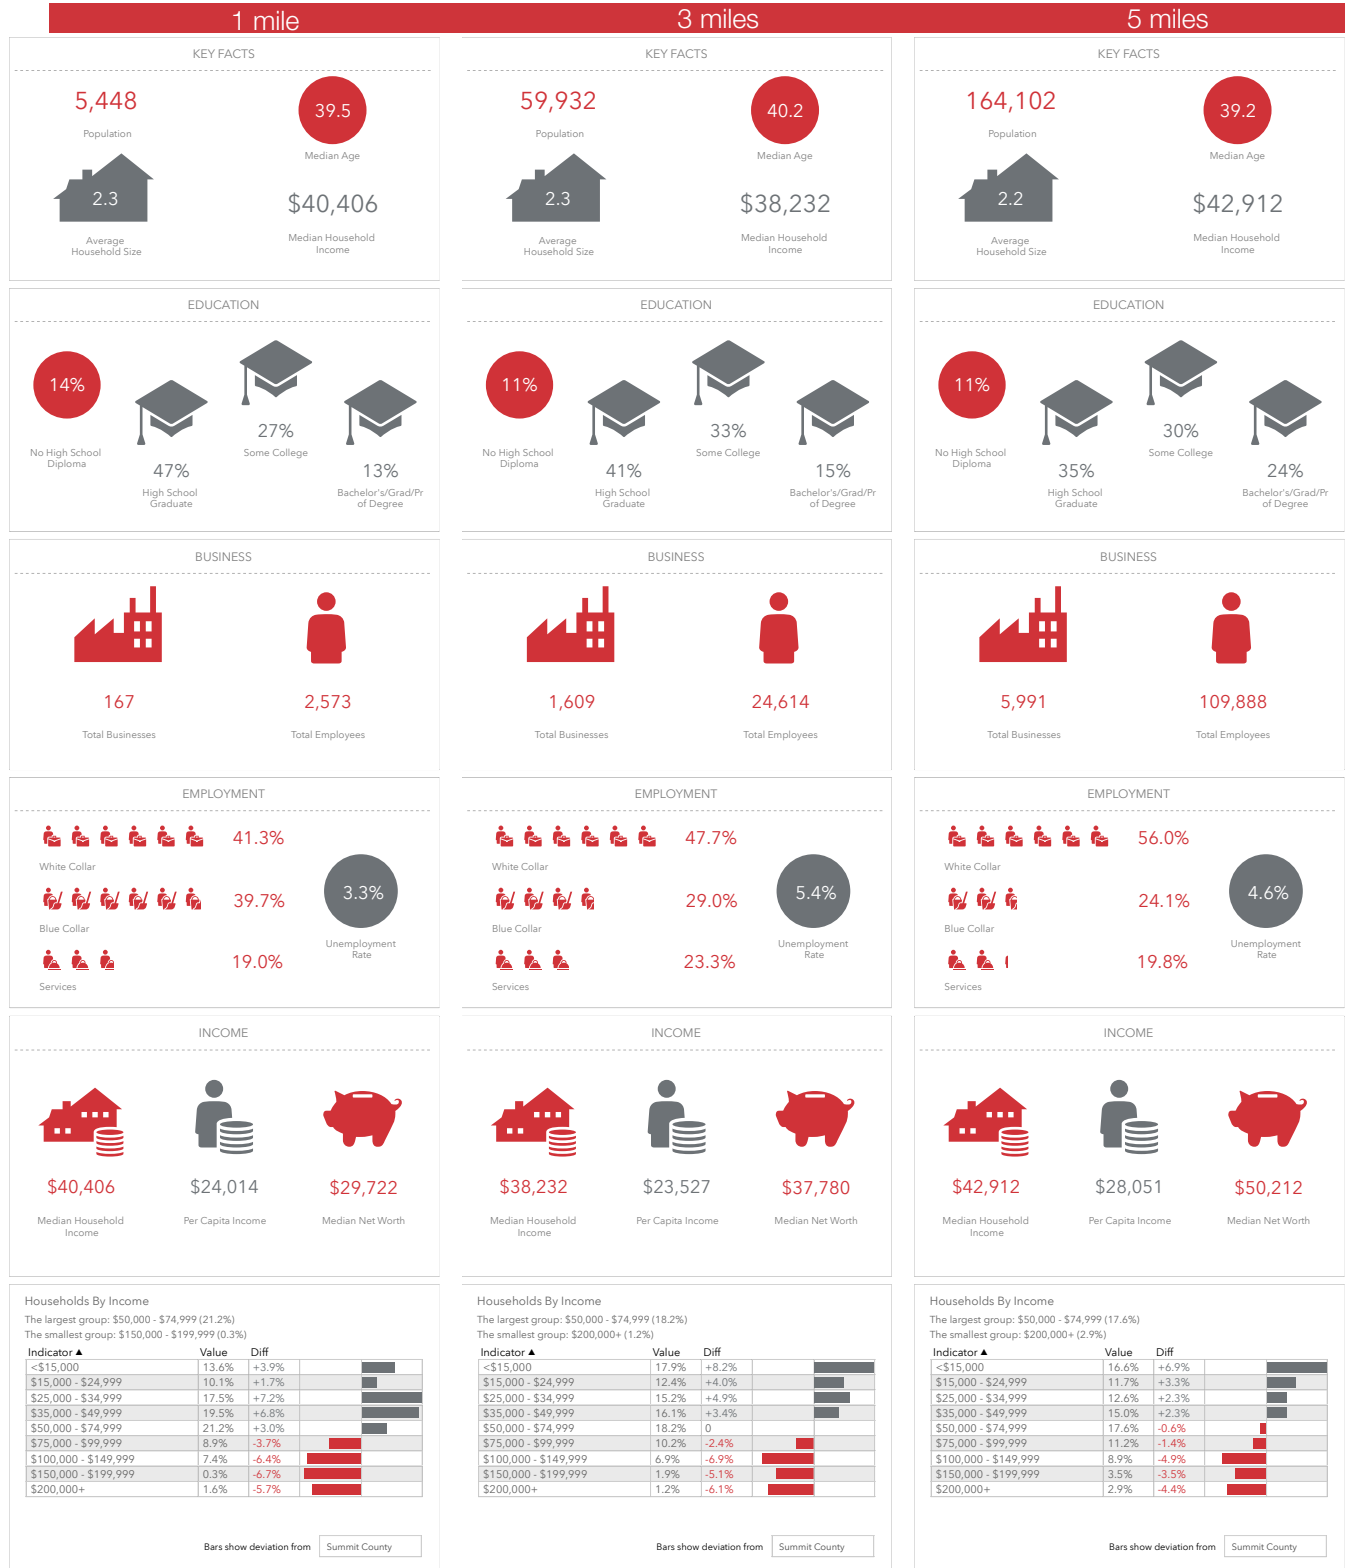 1 mile
3 miles
5 miles
KEY FACTS
5,448
Population
39.5
Median Age
2.3
Average
Household Size
$40,406
Median Household
Income
EDUCATION
14%
No High School
Diploma
47%
High School
Graduate
27%
Some College
13%
Bachelor's/Grad/Pr
of Degree
BUSINESS
167
Total Businesses
2,573
Total Employees
EMPLOYMENT
41.3%
White Collar
39.7%
Blue Collar
19.0%
Services
3.3%
Unemployment
Rate
INCOME
$40,406
Median Household
Income
$24,014
Per Capita Income
$29,722
Median Net Worth
Households By Income
The largest group: $50,000 - $74,999 (21.2%)
The smallest group: $150,000 - $199,999 (0.3%)
Indicator ▲ Value Diff
<$15,000 13.6% +3.9%
$15,000 - $24,999 10.1% +1.7%
$25,000 - $34,999 17.5% +7.2%
$35,000 - $49,999 19.5% +6.8%
$50,000 - $74,999 21.2% +3.0%
$75,000 - $99,999 8.9% -3.7%
$100,000 - $149,999 7.4% -6.4%
$150,000 - $199,999 0.3% -6.7%
$200,000+ 1.6% -5.7%
Bars show deviation from Summit County
KEY FACTS
59,932
Population
40.2
Median Age
2.3
Average
Household Size
$38,232
Median Household
Income
EDUCATION
11%
No High School
Diploma
41%
High School
Graduate
33%
Some College
15%
Bachelor's/Grad/Pr
of Degree
BUSINESS
1,609
Total Businesses
24,614
Total Employees
EMPLOYMENT
47.7%
White Collar
29.0%
Blue Collar
23.3%
Services
5.4%
Unemployment
Rate
INCOME
$38,232
Median Household
Income
$23,527
Per Capita Income
$37,780
Median Net Worth
Households By Income
The largest group: $50,000 - $74,999 (18.2%)
The smallest group: $200,000+ (1.2%)
Indicator ▲ Value Diff
<$15,000 17.9% +8.2%
$15,000 - $24,999 12.4% +4.0%
$25,000 - $34,999 15.2% +4.9%
$35,000 - $49,999 16.1% +3.4%
$50,000 - $74,999 18.2% 0
$75,000 - $99,999 10.2% -2.4%
$100,000 - $149,999 6.9% -6.9%
$150,000 - $199,999 1.9% -5.1%
$200,000+ 1.2% -6.1%
Bars show deviation from Summit County
KEY FACTS
164,102
Population
39.2
Median Age
2.2
Average
Household Size
$42,912
Median Household
Income
EDUCATION
11%
No High School
Diploma
35%
High School
Graduate
30%
Some College
24%
Bachelor's/Grad/Pr
of Degree
BUSINESS
5,991
Total Businesses
109,888
Total Employees
EMPLOYMENT
56.0%
White Collar
24.1%
Blue Collar
19.8%
Services
4.6%
Unemployment
Rate
INCOME
$42,912
Median Household
Income
$28,051
Per Capita Income
$50,212
Median Net Worth
Households By Income
The largest group: $50,000 - $74,999 (17.6%)
The smallest group: $200,000+ (2.9%)
Indicator ▲ Value Diff
<$15,000 16.6% +6.9%
$15,000 - $24,999 11.7% +3.3%
$25,000 - $34,999 12.6% +2.3%
$35,000 - $49,999 15.0% +2.3%
$50,000 - $74,999 17.6% -0.6%
$75,000 - $99,999 11.2% -1.4%
$100,000 - $149,999 8.9% -4.9%
$150,000 - $199,999 3.5% -3.5%
$200,000+ 2.9% -4.4%
Bars show deviation from Summit County